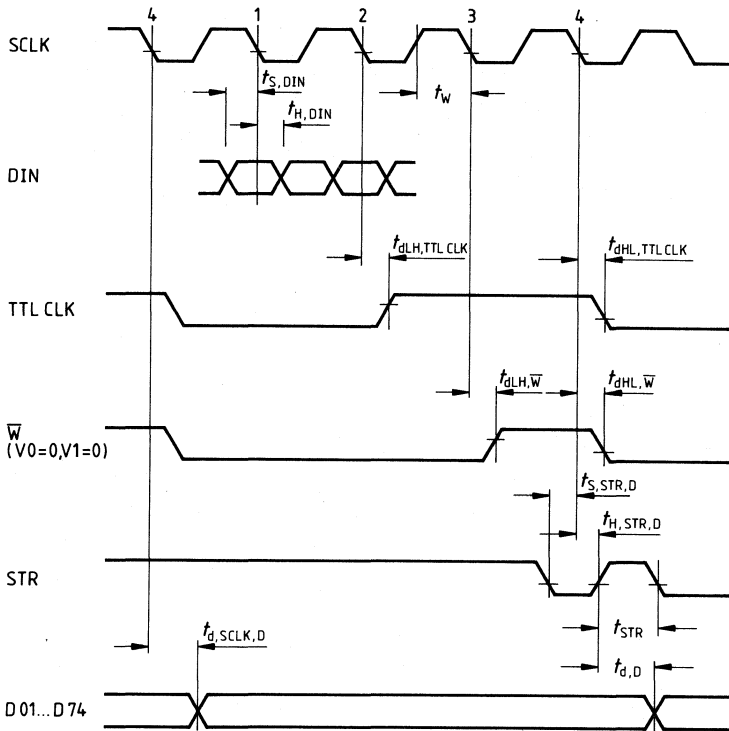 4 1 2 3 4
SCLK
tS,DIN
tW
tH,DIN
DIN
tdLH,TTL CLK
tdHL,TTL CLK
TTL CLK
tdLH,W̅
tdHL,W̅
W̅
(V0=0,V1=0)
tS,STR,D
tH,STR,D
STR
tSTR
td,SCLK,D
td,D
D 01...D 74